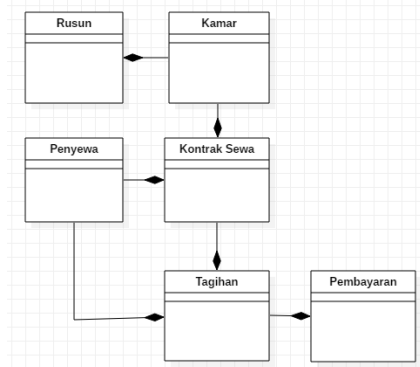 Rusun
Kamar
Penyewa
Kontrak Sewa
Tagihan
Pembayaran